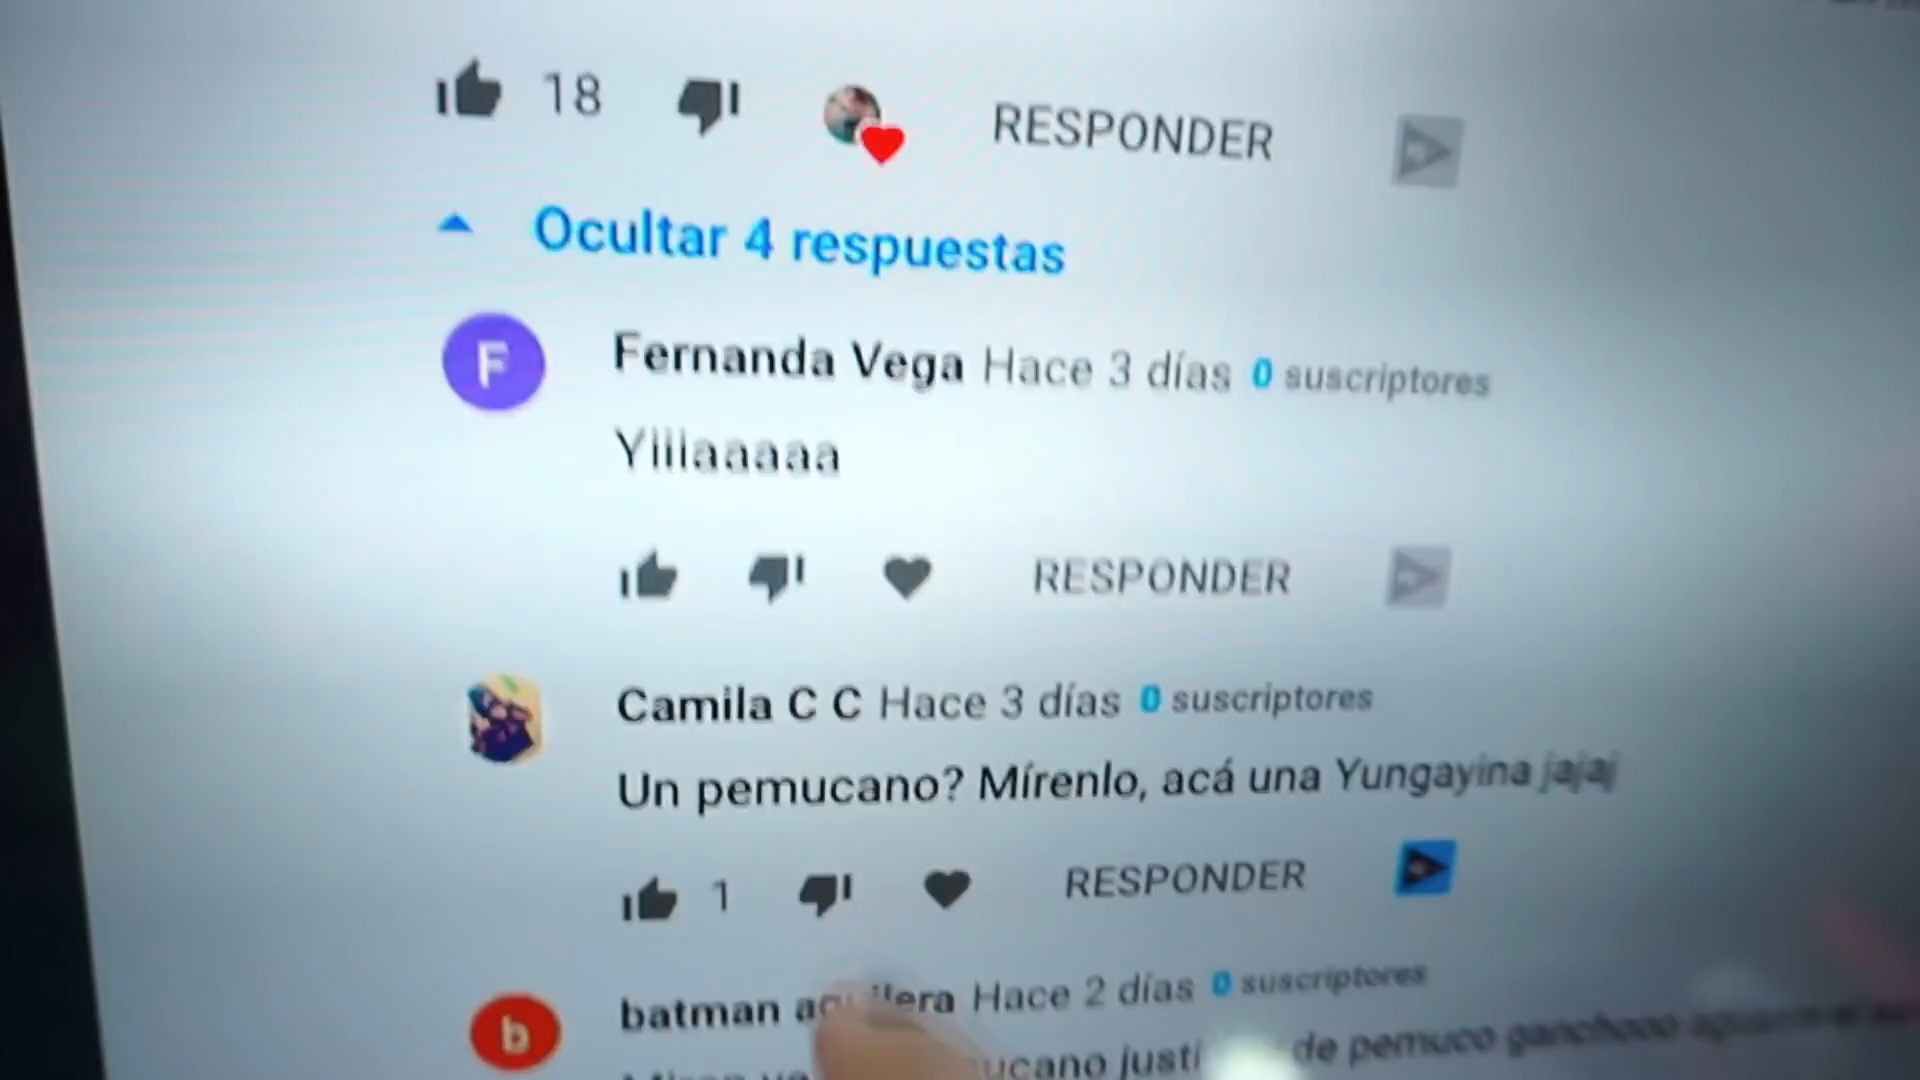 18 RESPONDER
Ocultar 4 respuestas
F
Fernanda Vega Hace 3 días 0 suscriptores
Yiiiaaaaa
RESPONDER
Camila C C Hace 3 días 0 suscriptores
Un pemucano? Mírenlo, acá una Yungayina jajaj
1 RESPONDER
b
batman Hace 2 días 0 suscriptores
de pemuco